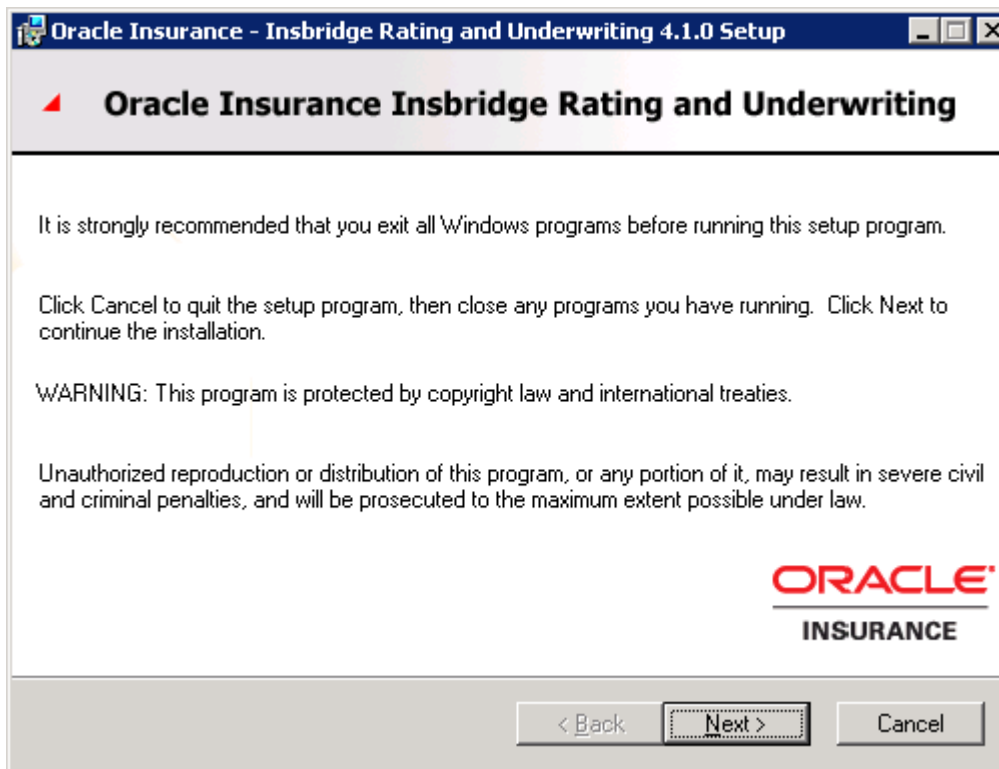 Oracle Insurance - Insbridge Rating and Underwriting 4.1.0 Setup
Oracle Insurance Insbridge Rating and Underwriting
It is strongly recommended that you exit all Windows programs before running this setup program.
Click Cancel to quit the setup program, then close any programs you have running.  Click Next to
continue the installation.
WARNING: This program is protected by copyright law and international treaties.
Unauthorized reproduction or distribution of this program, or any portion of it, may result in severe civil
and criminal penalties, and will be prosecuted to the maximum extent possible under law.
ORACLE
INSURANCE
< Back
Next >
Cancel